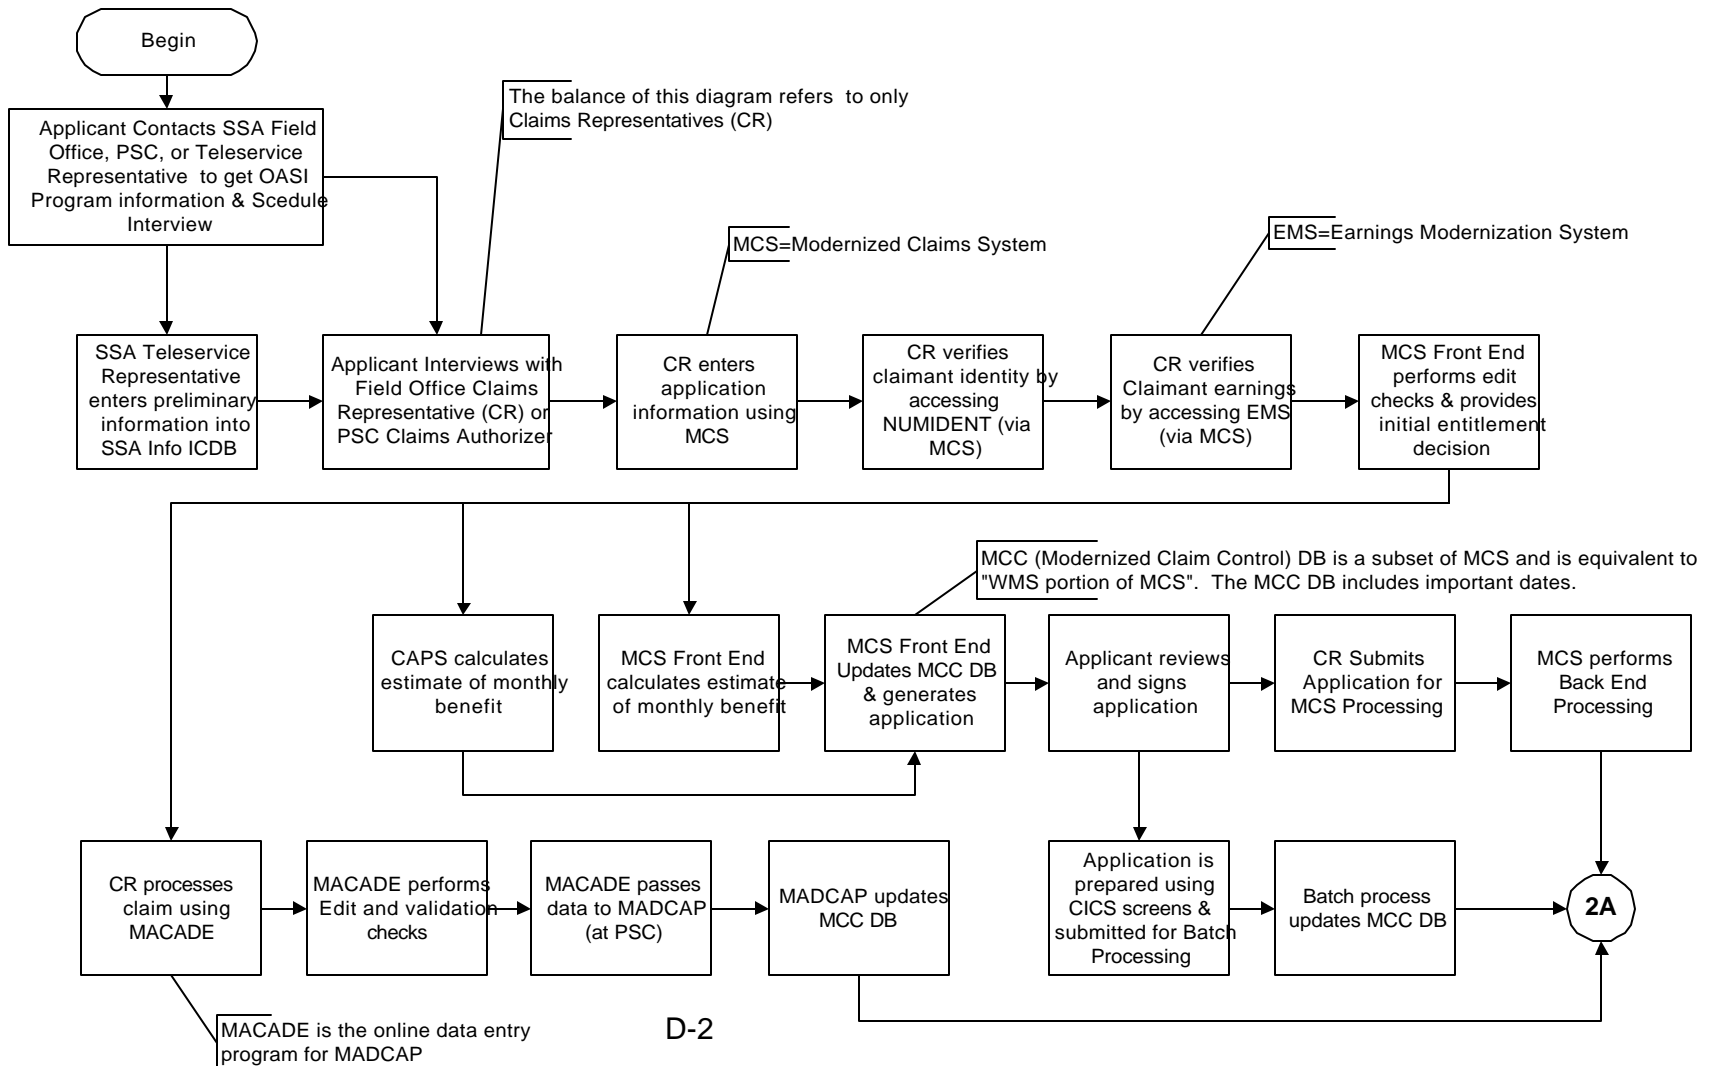 Begin
Applicant Contacts SSA Field
Office, PSC, or Teleservice
Representative to get OASI
Program information & Scedule
Interview
The balance of this diagram refers to only
Claims Representatives (CR)
MCS=Modernized Claims System
EMS=Earnings Modernization System
SSA Teleservice
Representative
enters preliminary
information into
SSA Info ICDB
Applicant Interviews with
Field Office Claims
Representative (CR) or
PSC Claims Authorizer
CR enters
application
information using
MCS
CR verifies
claimant identity by
accessing
NUMIDENT (via
MCS)
CR verifies
Claimant earnings
by accessing EMS
(via MCS)
MCS Front End
performs edit
checks & provides
initial entitlement
decision
MCC (Modernized Claim Control) DB is a subset of MCS and is equivalent to
"WMS portion of MCS". The MCC DB includes important dates.
CAPS calculates
estimate of monthly
benefit
MCS Front End
calculates estimate
of monthly benefit
MCS Front End
Updates MCC DB
& generates
application
Applicant reviews
and signs
application
CR Submits
Application for
MCS Processing
MCS performs
Back End
Processing
CR processes
claim using
MACADE
MACADE performs
Edit and validation
checks
MACADE passes
data to MADCAP
(at PSC)
MADCAP updates
MCC DB
Application is
prepared using
CICS screens &
submitted for Batch
Processing
Batch process
updates MCC DB
2A
MACADE is the online data entry
program for MADCAP
D-2